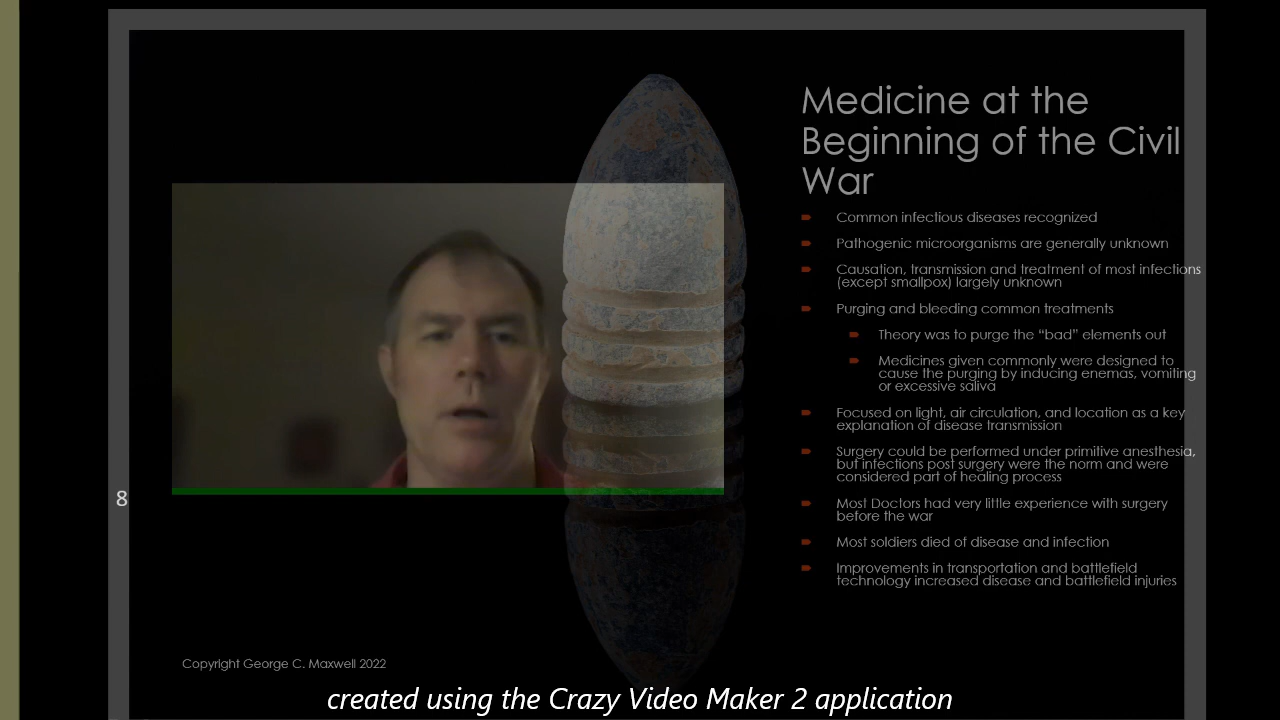 Medicine at the
Beginning of the Civil
War
Common infectious diseases recognized
Pathogenic microorganisms are generally unknown
Causation, transmission and treatment of most infections
(except smallpox) largely unknown
Purging and bleeding common treatments
Theory was to purge the “bad” elements out
Medicines given commonly were designed to
cause the purging by inducing enemas, vomiting
or excessive saliva
Focused on light, air circulation, and location as a key
explanation of disease transmission
Surgery could be performed under primitive anesthesia,
but infections post surgery were the norm and were
considered part of healing process
Most Doctors had very little experience with surgery
before the war
Most soldiers died of disease and infection
Improvements in transportation and battlefield
technology increased disease and battlefield injuries
8
Copyright George C. Maxwell 2022
created using the Crazy Video Maker 2 application